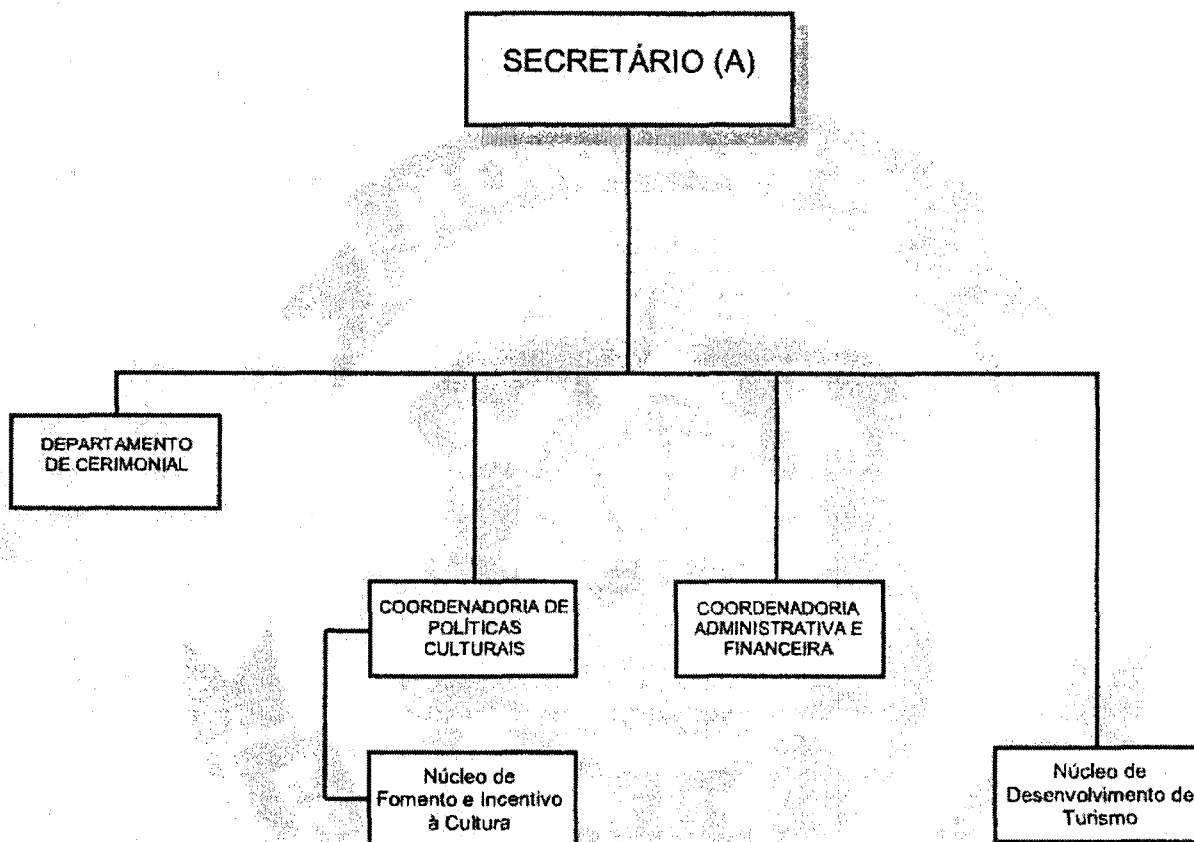 SECRETÁRIO (A)
DEPARTAMENTO
DE CERIMONIAL
COORDENADORIA DE
POLÍTICAS
CULTURAIS
COORDENADORIA
ADMINISTRATIVA E
FINANCEIRA
Núcleo de
Fomento e Incentivo
à Cultura
Núcleo de
Desenvolvimento de
Turismo